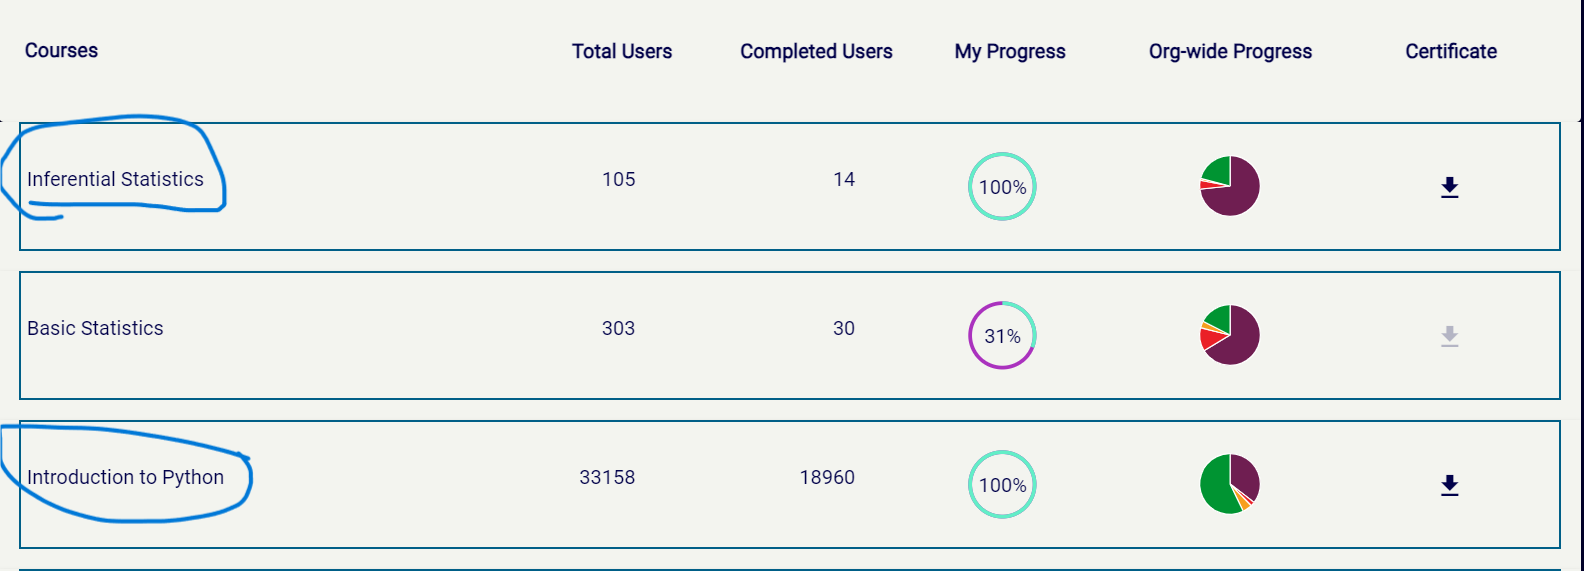 Courses Total Users Completed Users My Progress Org-wide Progress Certificate
Inferential Statistics 105 14 100%
Basic Statistics 303 30 31%
Introduction to Python 33158 18960 100%